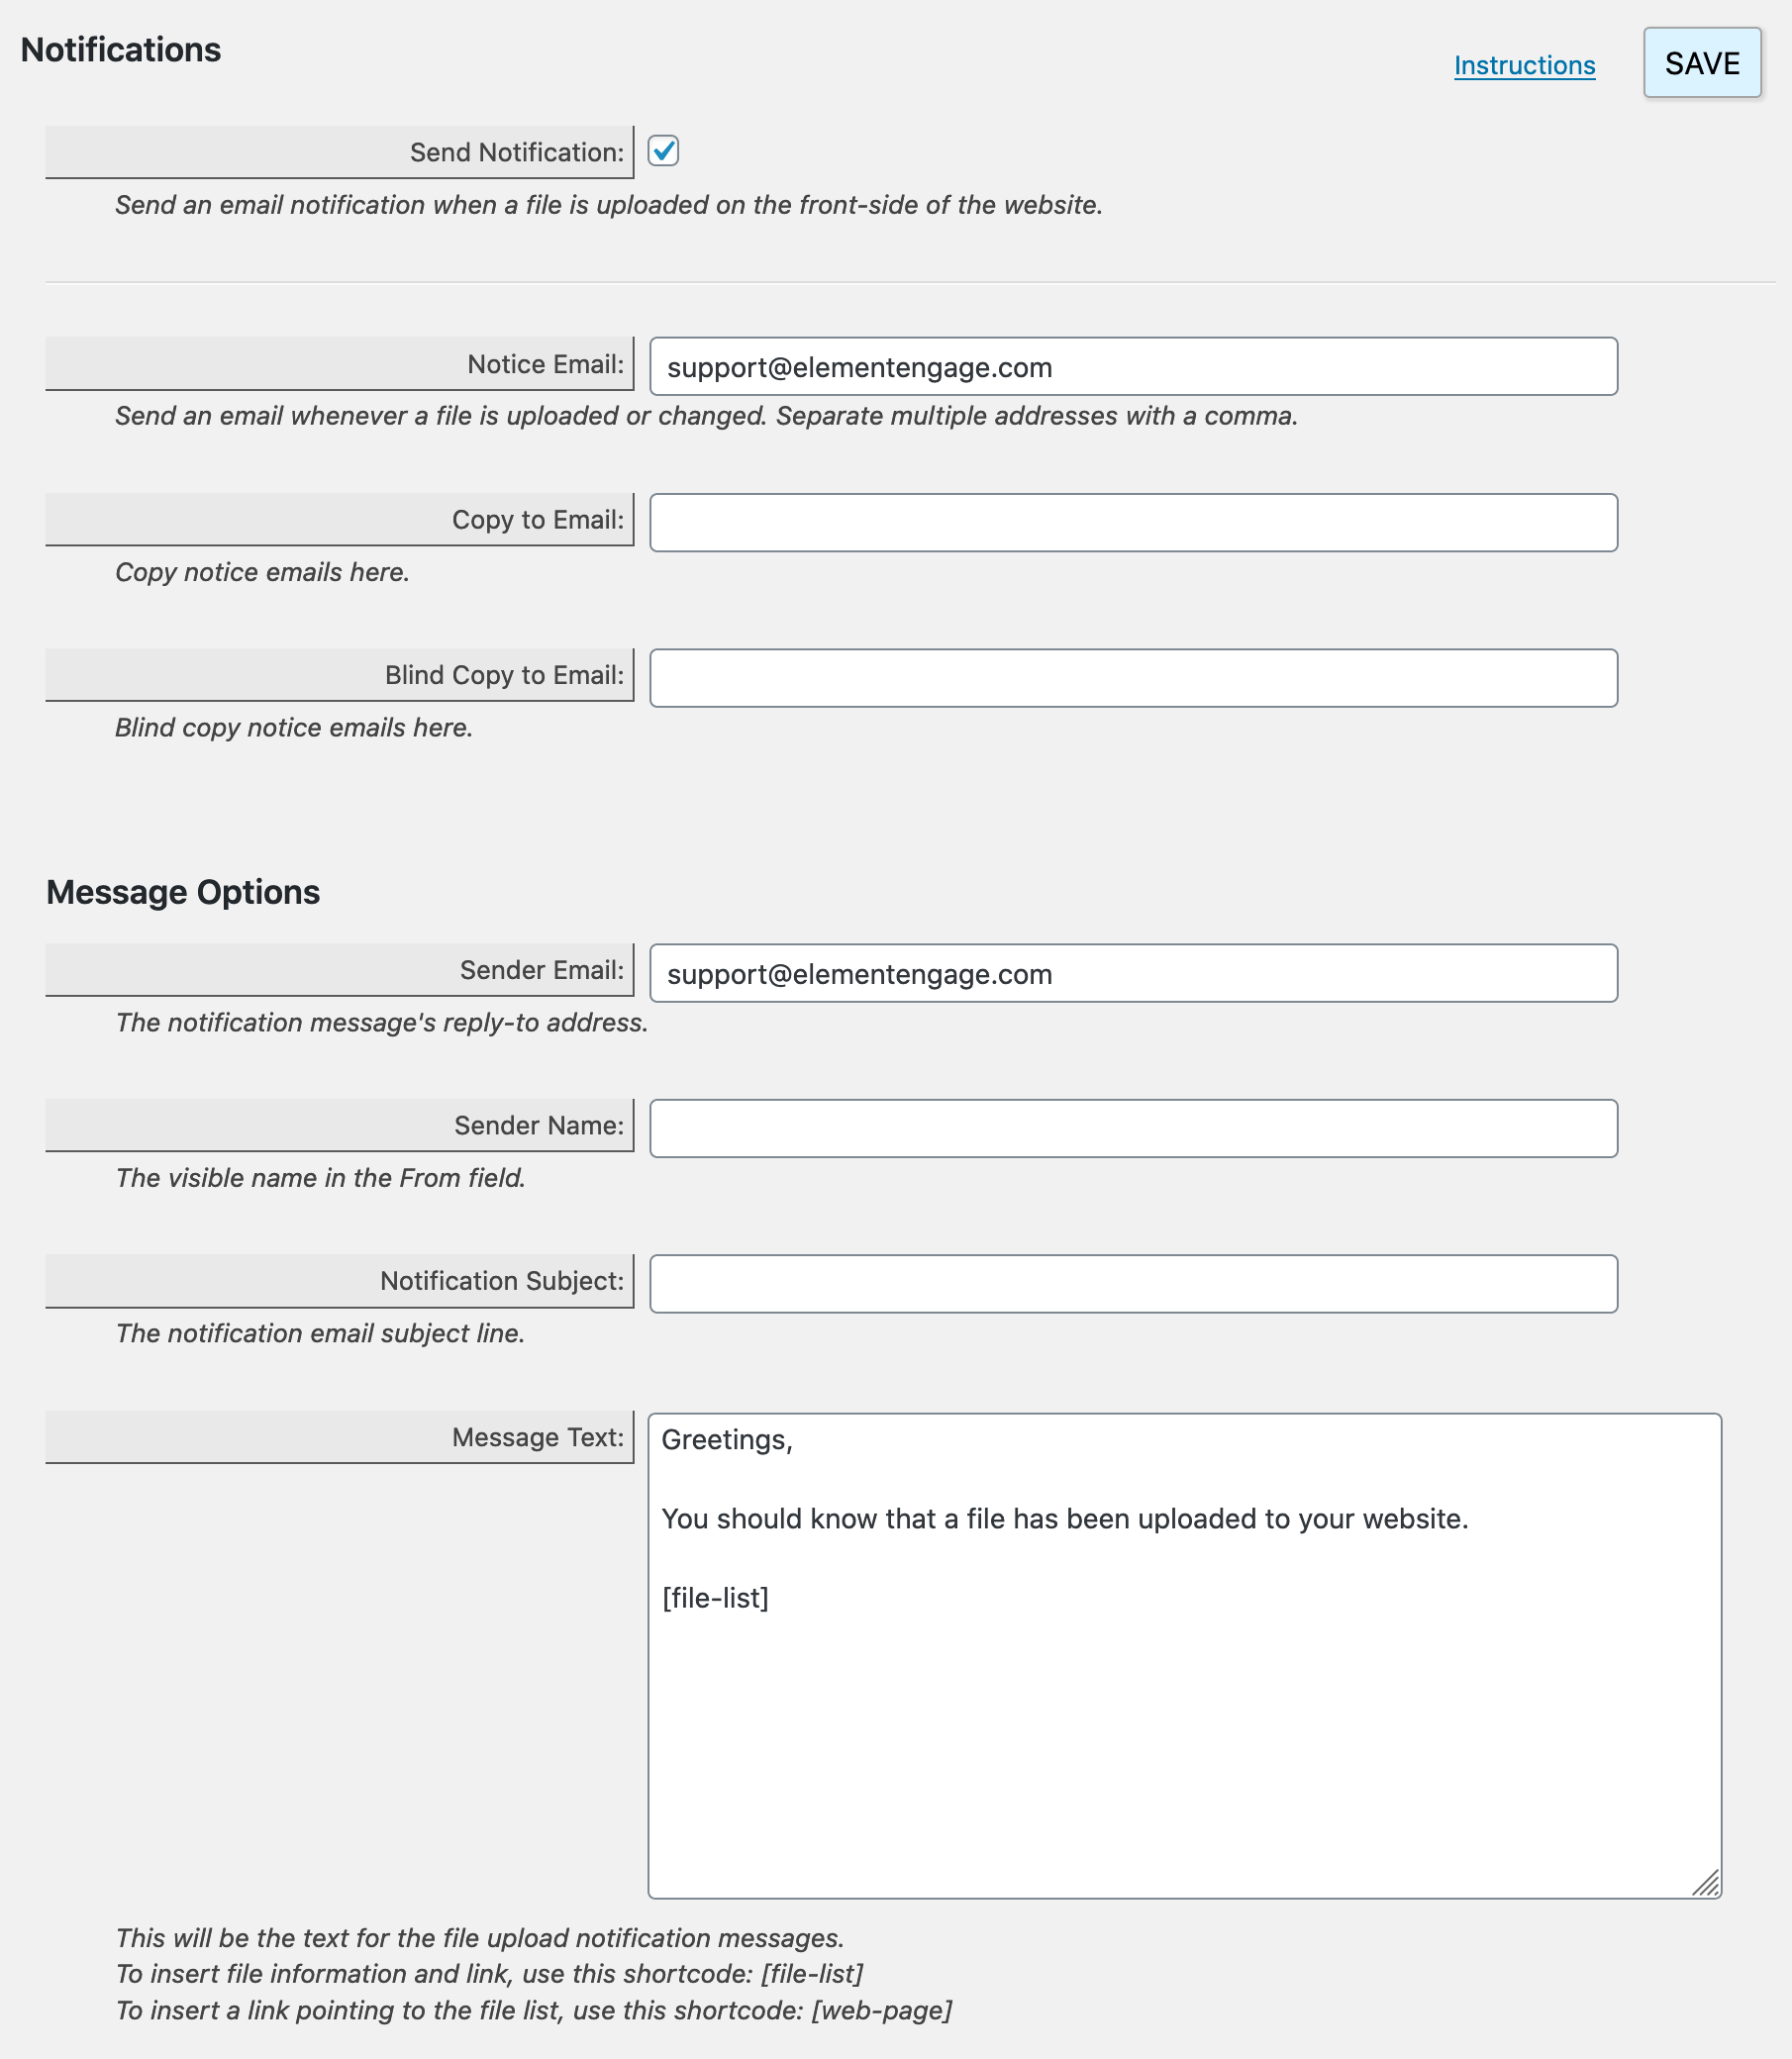 Notifications
Instructions
SAVE
Send Notification:
Send an email notification when a file is uploaded on the front-side of the website.
Notice Email:
support@elementengage.com
Send an email whenever a file is uploaded or changed. Separate multiple addresses with a comma.
Copy to Email:
Copy notice emails here.
Blind Copy to Email:
Blind copy notice emails here.
Message Options
Sender Email:
support@elementengage.com
The notification message's reply-to address.
Sender Name:
The visible name in the From field.
Notification Subject:
The notification email subject line.
Message Text:
Greetings,
You should know that a file has been uploaded to your website.
[file-list]
This will be the text for the file upload notification messages.
To insert file information and link, use this shortcode: [file-list]
To insert a link pointing to the file list, use this shortcode: [web-page]